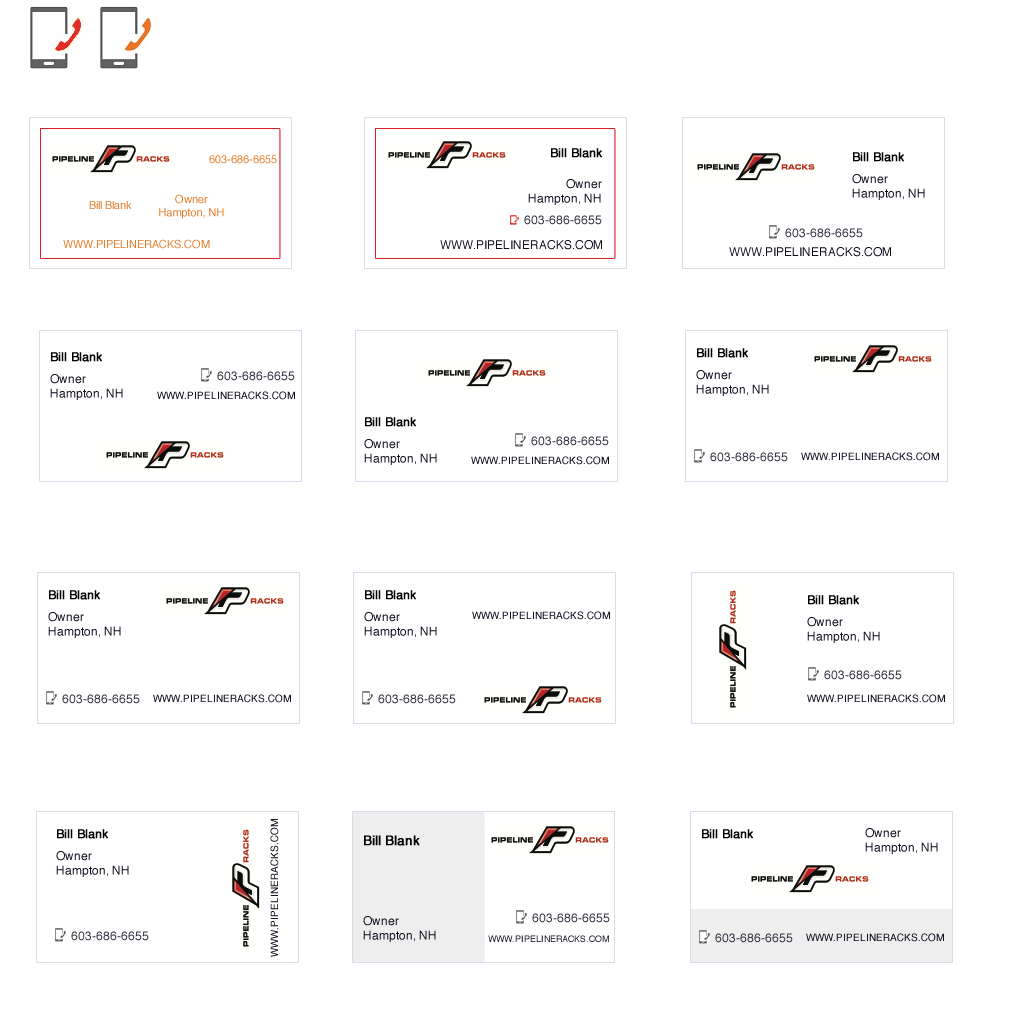 PIPELINE P RACKS
603-686-6655
Bill Blank
Owner
Hampton, NH
WWW.PIPELINERACKS.COM
PIPELINE P RACKS
Bill Blank
Owner
Hampton, NH
603-686-6655
WWW.PIPELINERACKS.COM
PIPELINE P RACKS
Bill Blank
Owner
Hampton, NH
603-686-6655
WWW.PIPELINERACKS.COM
Bill Blank
Owner
Hampton, NH
603-686-6655
WWW.PIPELINERACKS.COM
PIPELINE P RACKS
PIPELINE P RACKS
Bill Blank
Owner
Hampton, NH
603-686-6655
WWW.PIPELINERACKS.COM
Bill Blank
Owner
Hampton, NH
PIPELINE P RACKS
603-686-6655
WWW.PIPELINERACKS.COM
Bill Blank
Owner
Hampton, NH
PIPELINE P RACKS
603-686-6655
WWW.PIPELINERACKS.COM
Bill Blank
Owner
Hampton, NH
WWW.PIPELINERACKS.COM
603-686-6655
PIPELINE P RACKS
PIPELINE P RACKS
Bill Blank
Owner
Hampton, NH
603-686-6655
WWW.PIPELINERACKS.COM
Bill Blank
Owner
Hampton, NH
603-686-6655
PIPELINE P RACKS
WWW.PIPELINERACKS.COM
Bill Blank
Owner
Hampton, NH
PIPELINE P RACKS
603-686-6655
WWW.PIPELINERACKS.COM
Bill Blank
Owner
Hampton, NH
PIPELINE P RACKS
603-686-6655
WWW.PIPELINERACKS.COM